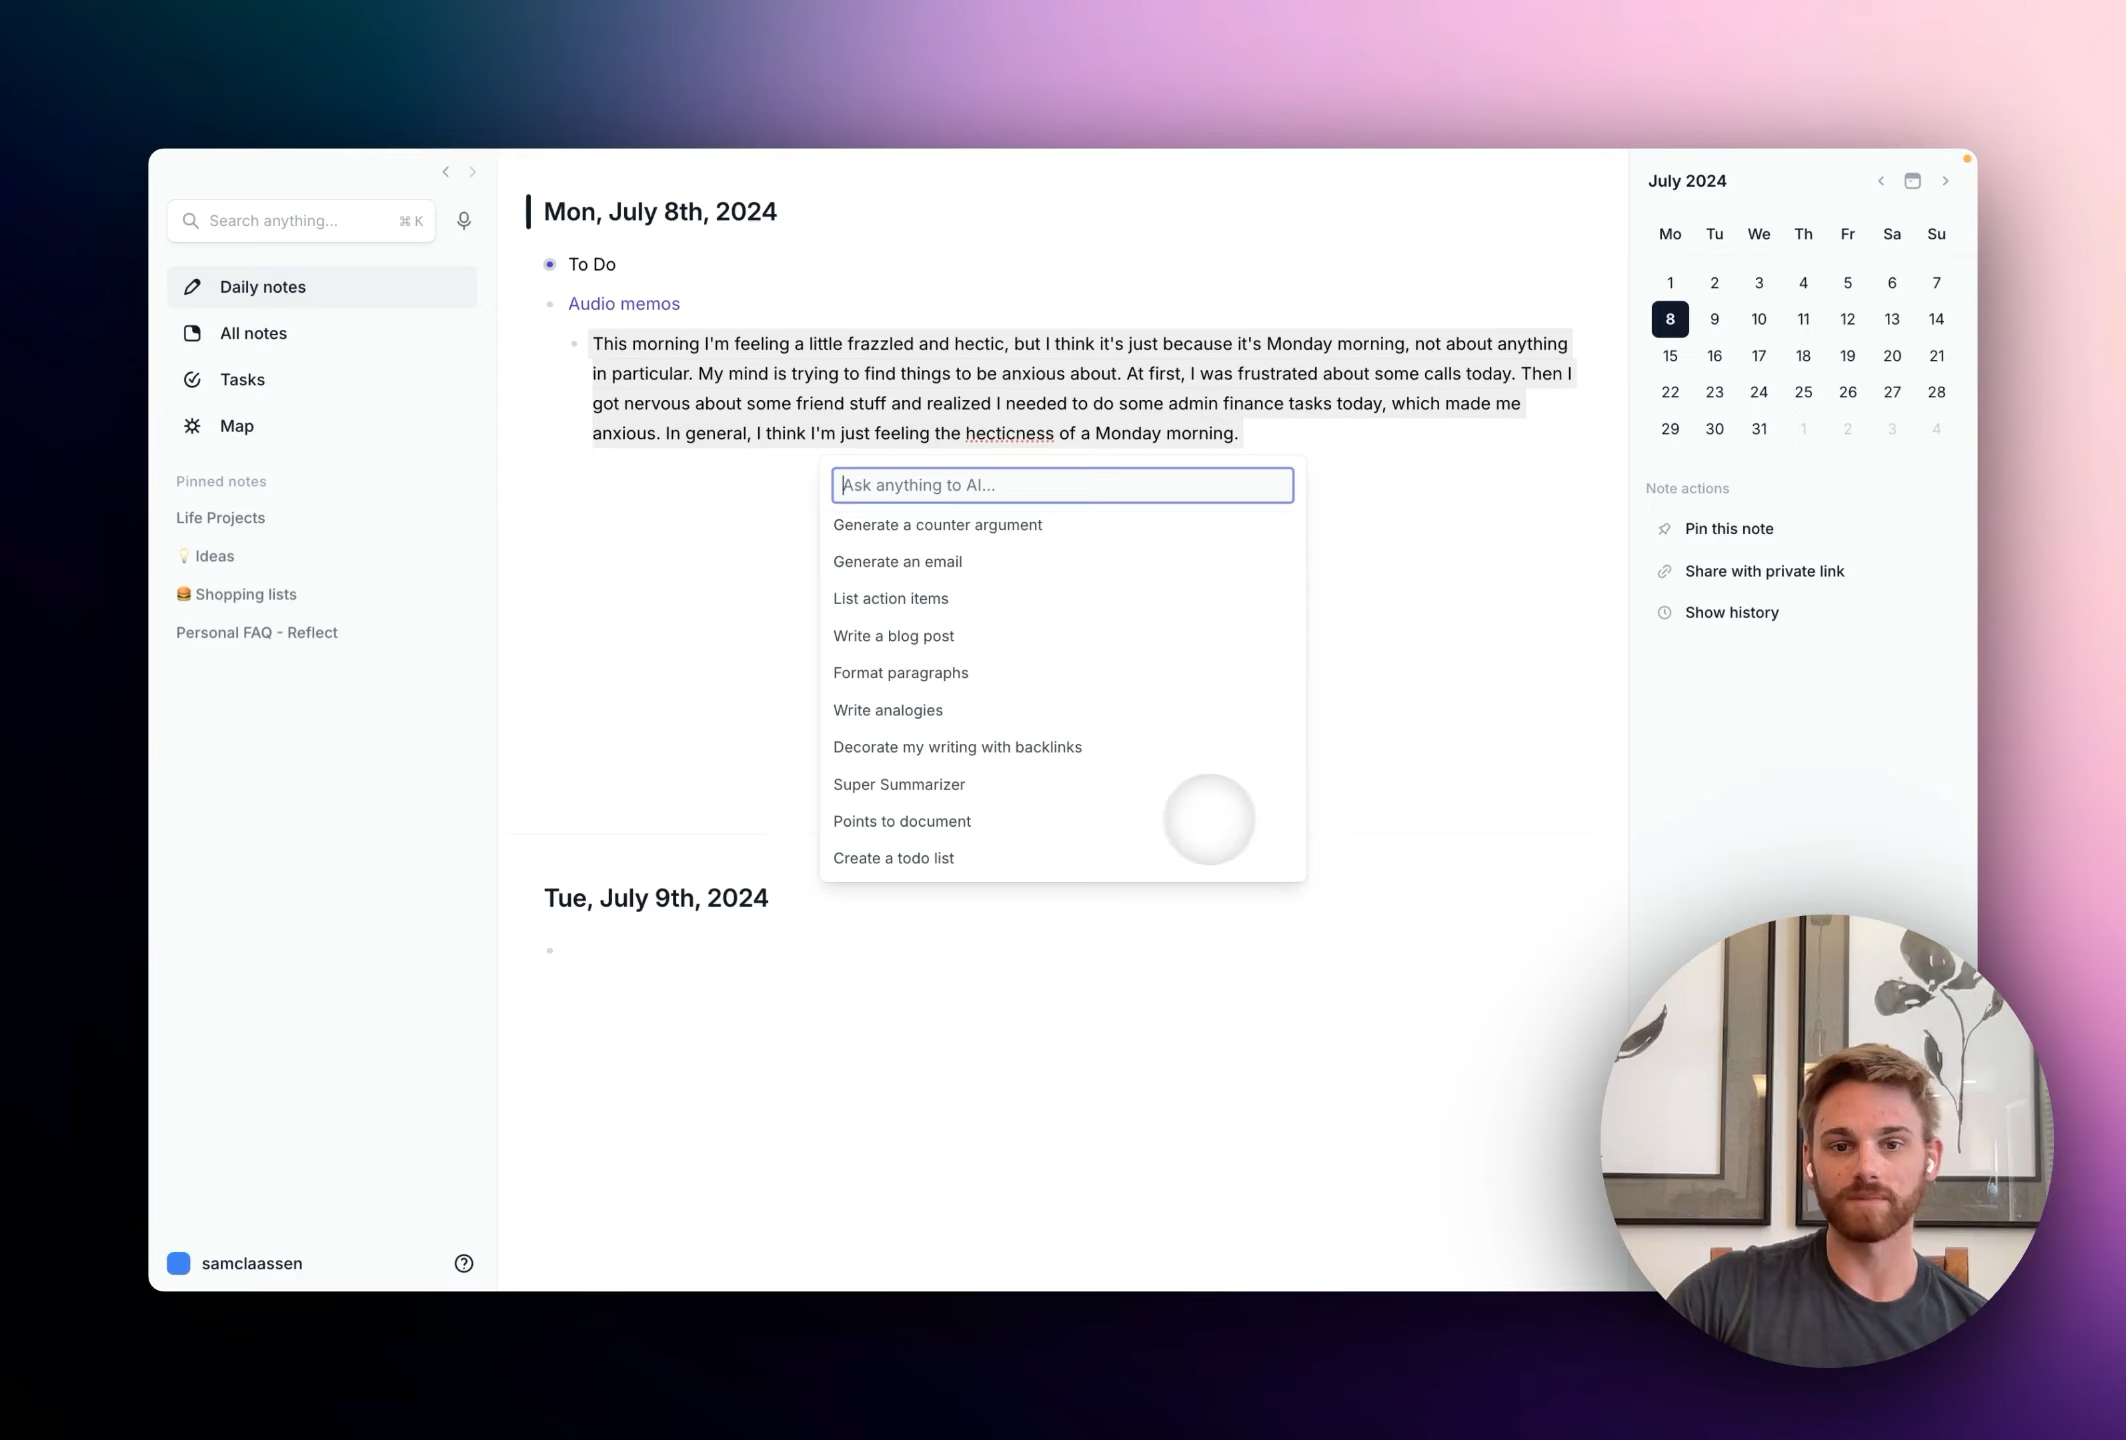 Search anything...
⌘ K
Daily notes
All notes
Tasks
Map
Pinned notes
Life Projects
💡 Ideas
🍔 Shopping lists
Personal FAQ - Reflect
samclaassen
Mon, July 8th, 2024
To Do
Audio memos
This morning I'm feeling a little frazzled and hectic, but I think it's just because it's Monday morning, not about anything
in particular. My mind is trying to find things to be anxious about. At first, I was frustrated about some calls today. Then I
got nervous about some friend stuff and realized I needed to do some admin finance tasks today, which made me
anxious. In general, I think I'm just feeling the hecticness of a Monday morning.
Ask anything to AI...
Generate a counter argument
Generate an email
List action items
Write a blog post
Format paragraphs
Write analogies
Decorate my writing with backlinks
Super Summarizer
Points to document
Create a todo list
Tue, July 9th, 2024
July 2024
Mo Tu We Th Fr Sa Su
1 2 3 4 5 6 7
8 9 10 11 12 13 14
15 16 17 18 19 20 21
22 23 24 25 26 27 28
29 30 31 1 2 3 4
Note actions
Pin this note
Share with private link
Show history